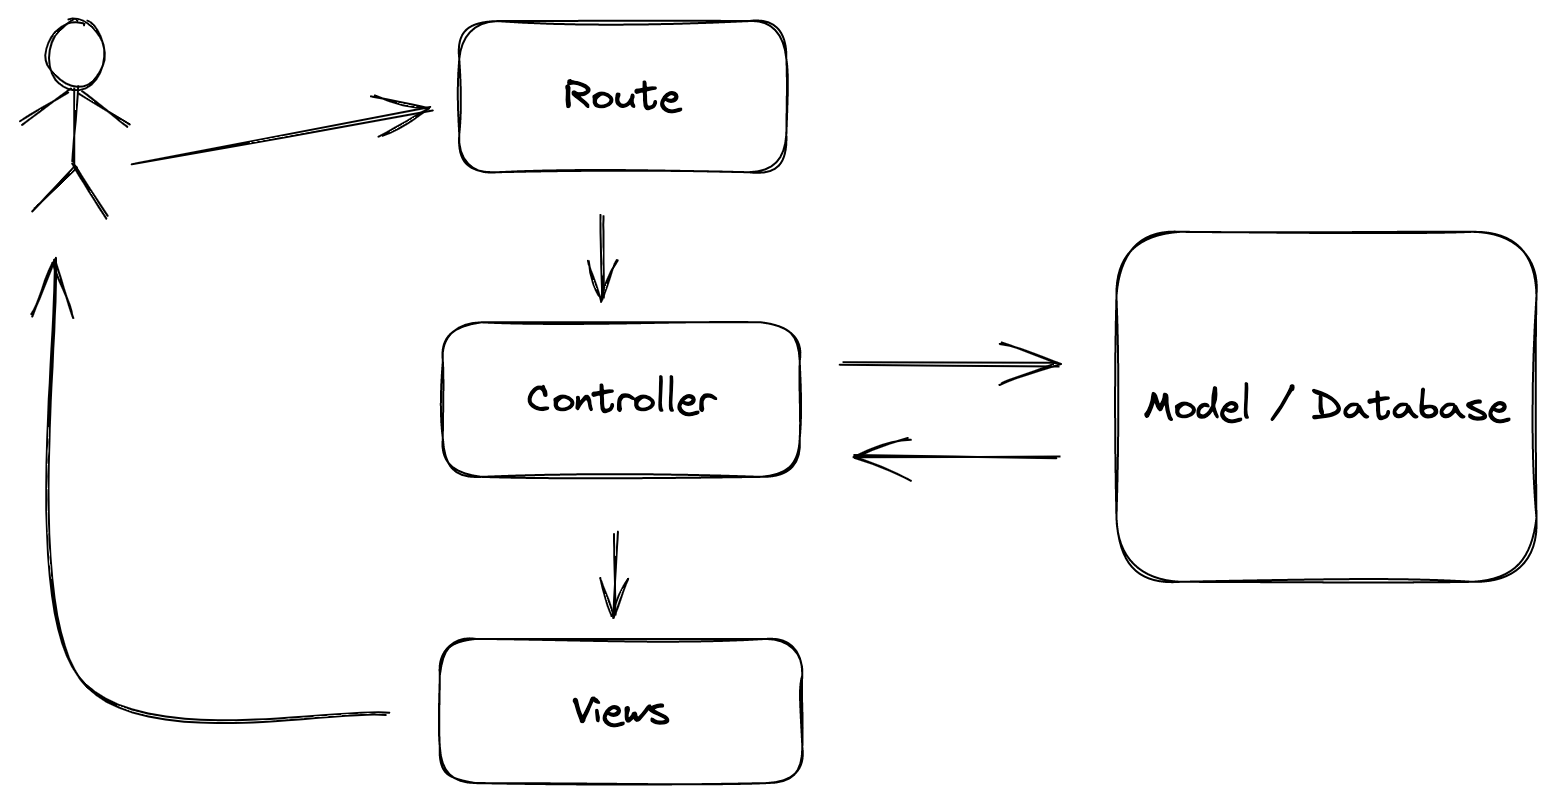 Route
Controller
Model / Database
Views